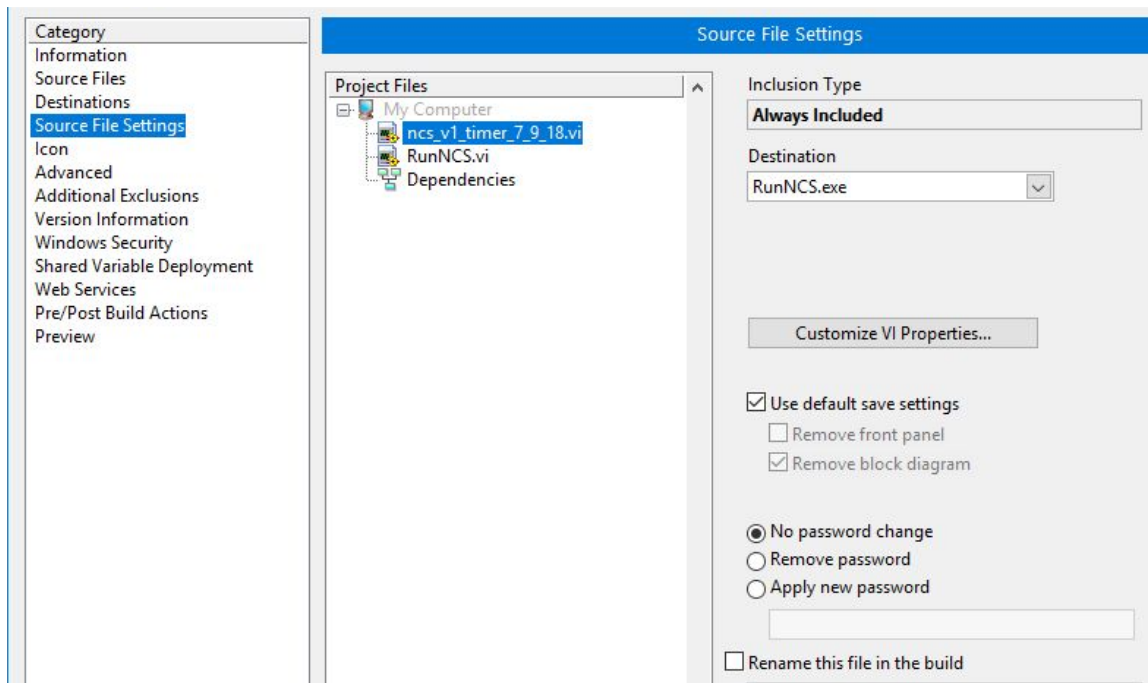 Category
Information
Source Files
Destinations
Source File Settings
Icon
Advanced
Additional Exclusions
Version Information
Windows Security
Shared Variable Deployment
Web Services
Pre/Post Build Actions
Preview
Source File Settings
Project Files
My Computer
ncs_v1_timer_7_9_18.vi
RunNCS.vi
Dependencies
Inclusion Type
Always Included
Destination
RunNCS.exe
Customize VI Properties...
Use default save settings
Remove front panel
Remove block diagram
No password change
Remove password
Apply new password
Rename this file in the build